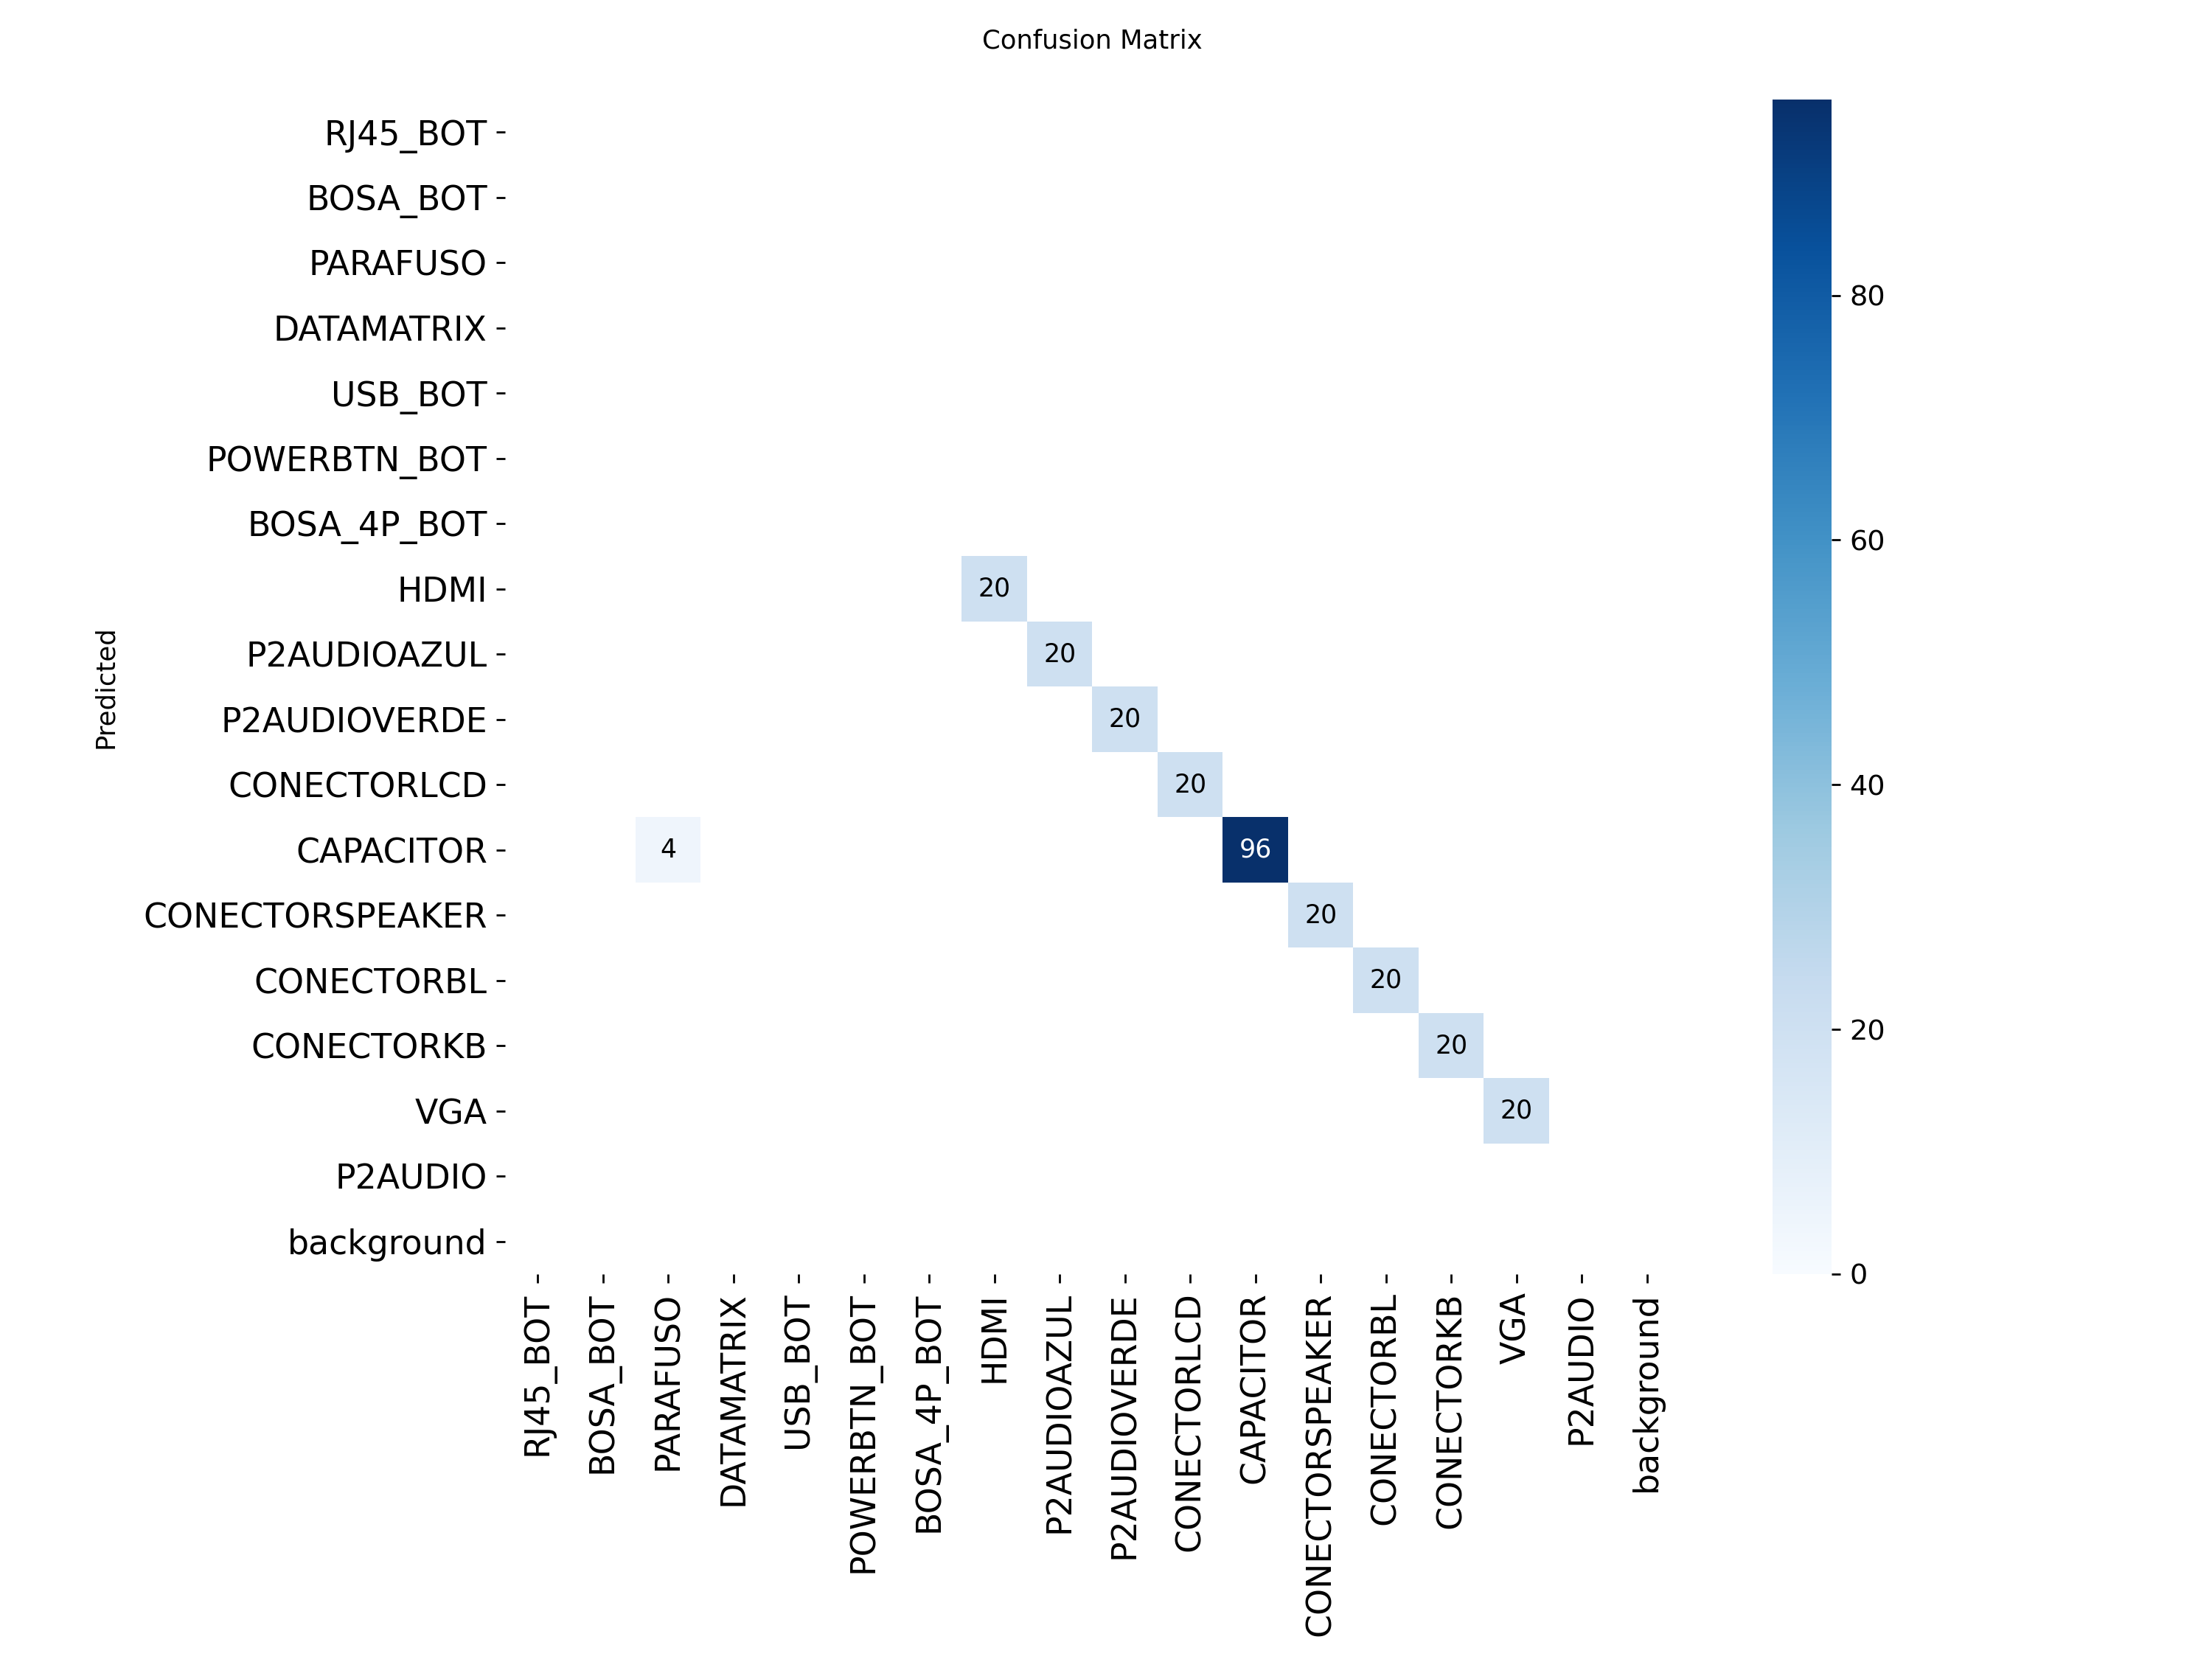 Confusion Matrix
Predicted
RJ45_BOT
BOSA_BOT
PARAFUSO
DATAMATRIX
USB_BOT
POWERBTN_BOT
BOSA_4P_BOT
HDMI
P2AUDIOAZUL
P2AUDIOVERDE
CONECTORLCD
CAPACITOR
CONECTORSPEAKER
CONECTORBL
CONECTORKB
VGA
P2AUDIO
background
20
20
20
20
4 96
20
20
20
20
RJ45_BOT
BOSA_BOT
PARAFUSO
DATAMATRIX
USB_BOT
POWERBTN_BOT
BOSA_4P_BOT
HDMI
P2AUDIOAZUL
P2AUDIOVERDE
CONECTORLCD
CAPACITOR
CONECTORSPEAKER
CONECTORBL
CONECTORKB
VGA
P2AUDIO
background
80
60
40
20
0